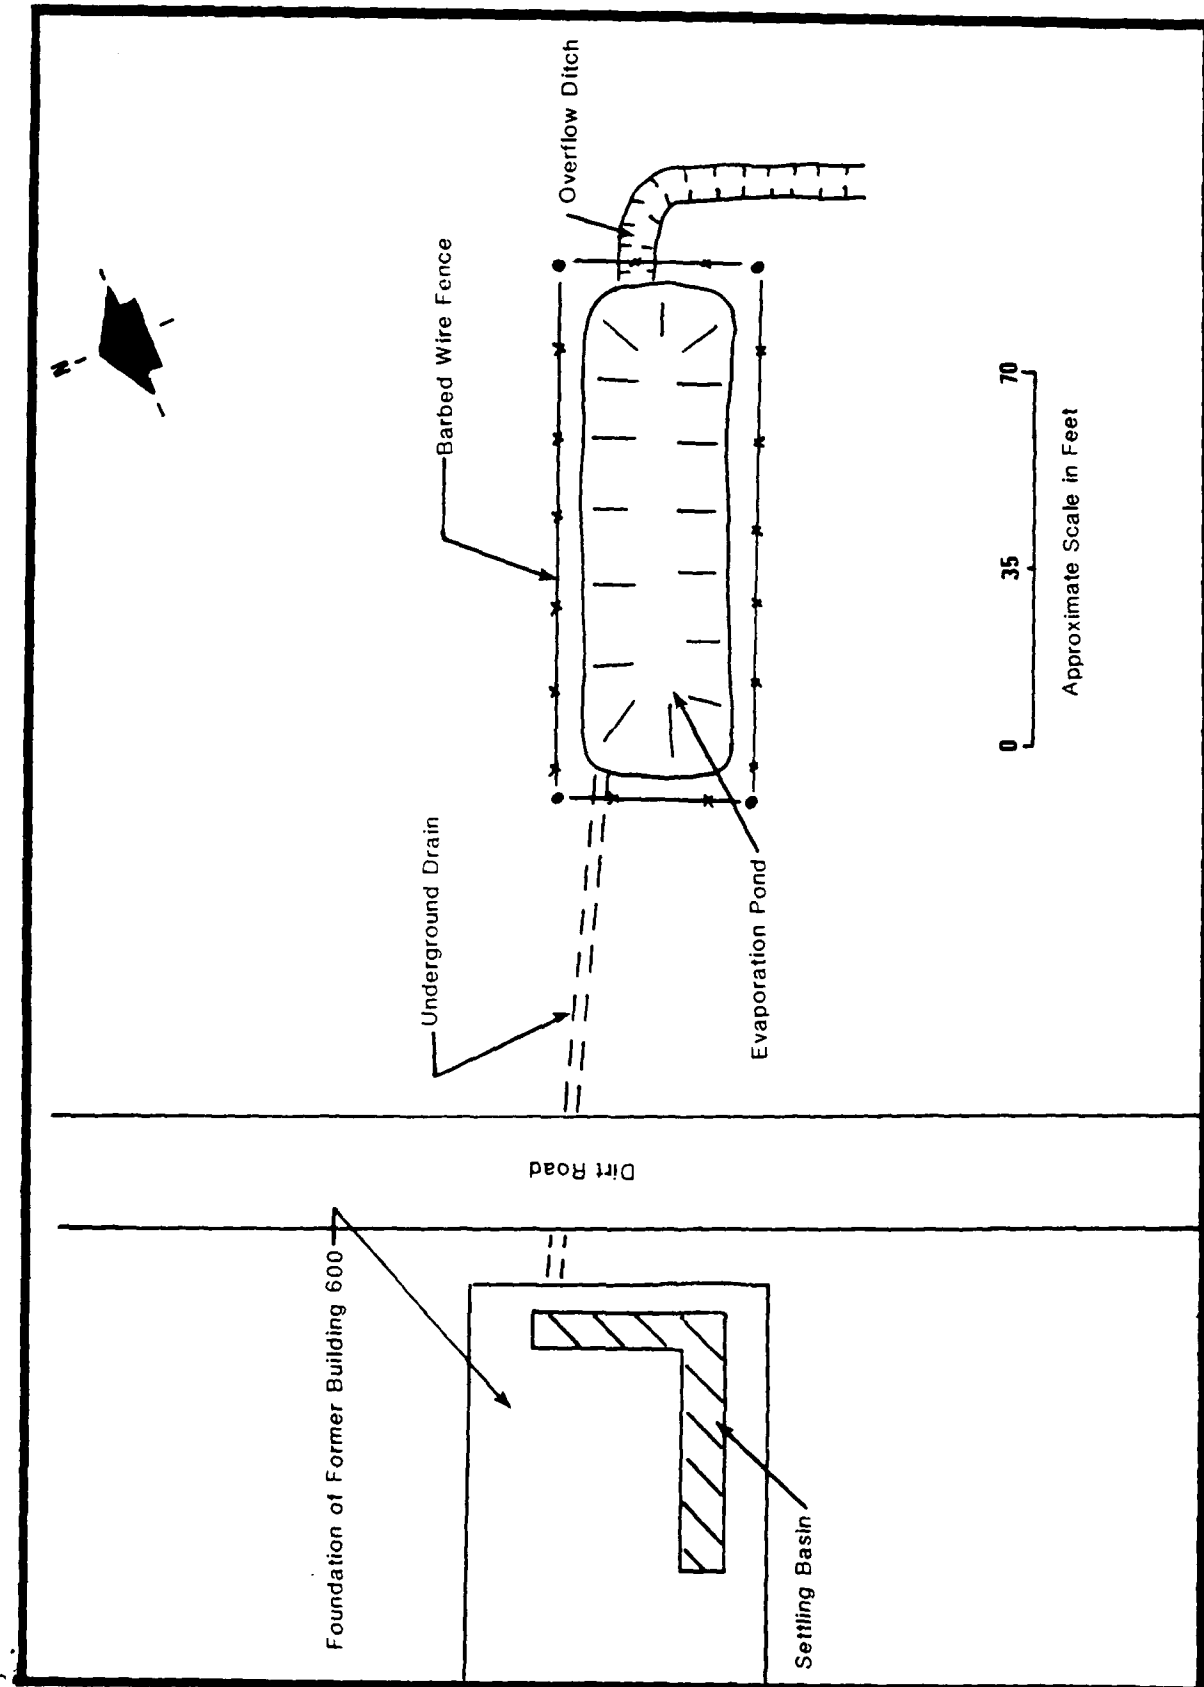 N
Foundation of Former Building 600
Underground Drain
Barbed Wire Fence
Overflow Ditch
Dirt Road
Settling Basin
Evaporation Pond
0 35 70
Approximate Scale in Feet